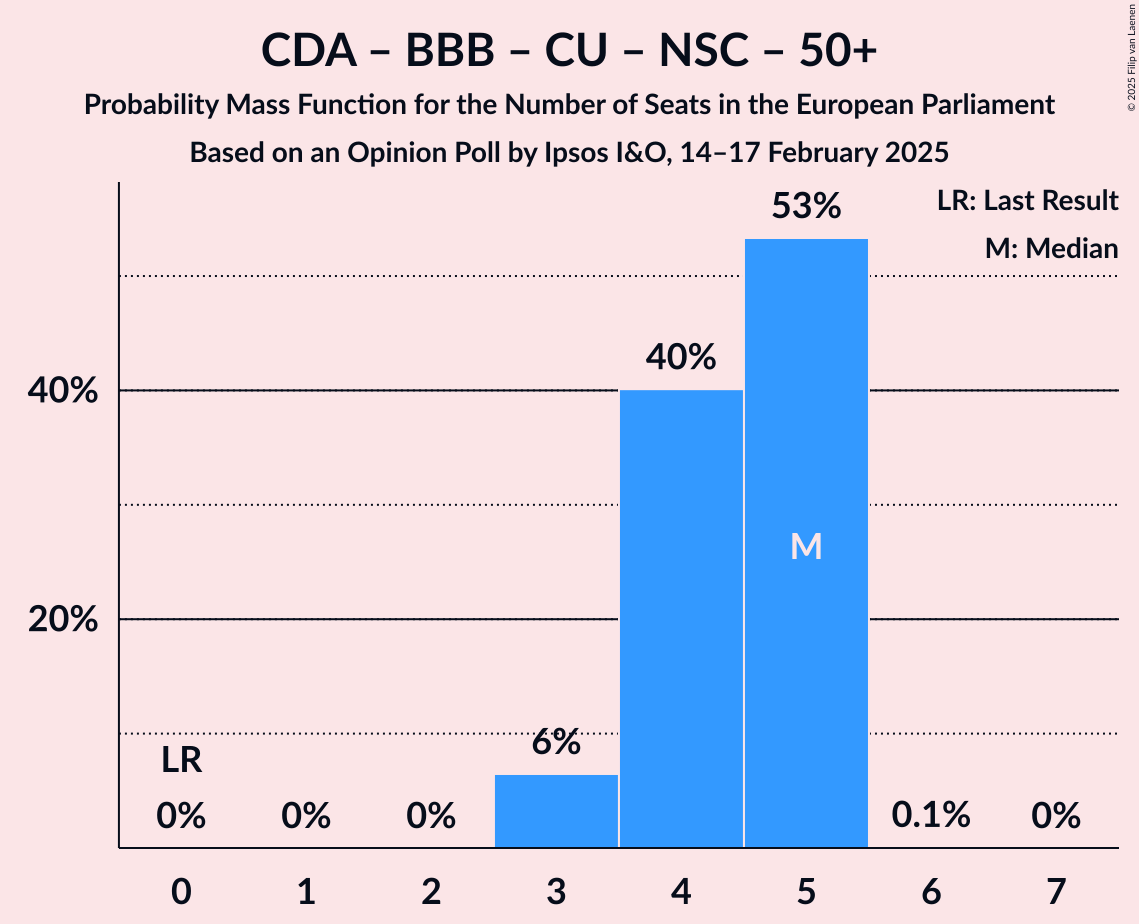 CDA – BBB – CU – NSC – 50+
Probability Mass Function for the Number of Seats in the European Parliament
Based on an Opinion Poll by Ipsos I&O, 14–17 February 2025
© 2025 Filip van Laenen
LR: Last Result
M: Median
53%
40%
40%
M
20%
6%
LR
0%
0%
0%
0.1%
0%
0
1
2
3
4
5
6
7